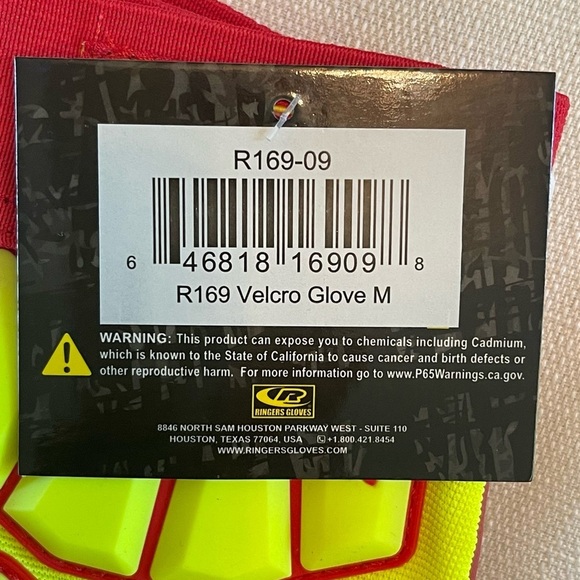 R169-09
6 46818 16909 8
R169 Velcro Glove M
WARNING: This product can expose you to chemicals including Cadmium,
which is known to the State of California to cause cancer and birth defects or
other reproductive harm. For more information go to www.P65Warnings.ca.gov.
RINGERS GLOVES
8846 NORTH SAM HOUSTON PARKWAY WEST - SUITE 110
HOUSTON, TEXAS 77064, USA +1.800.421.8454
WWW.RINGERSGLOVES.COM